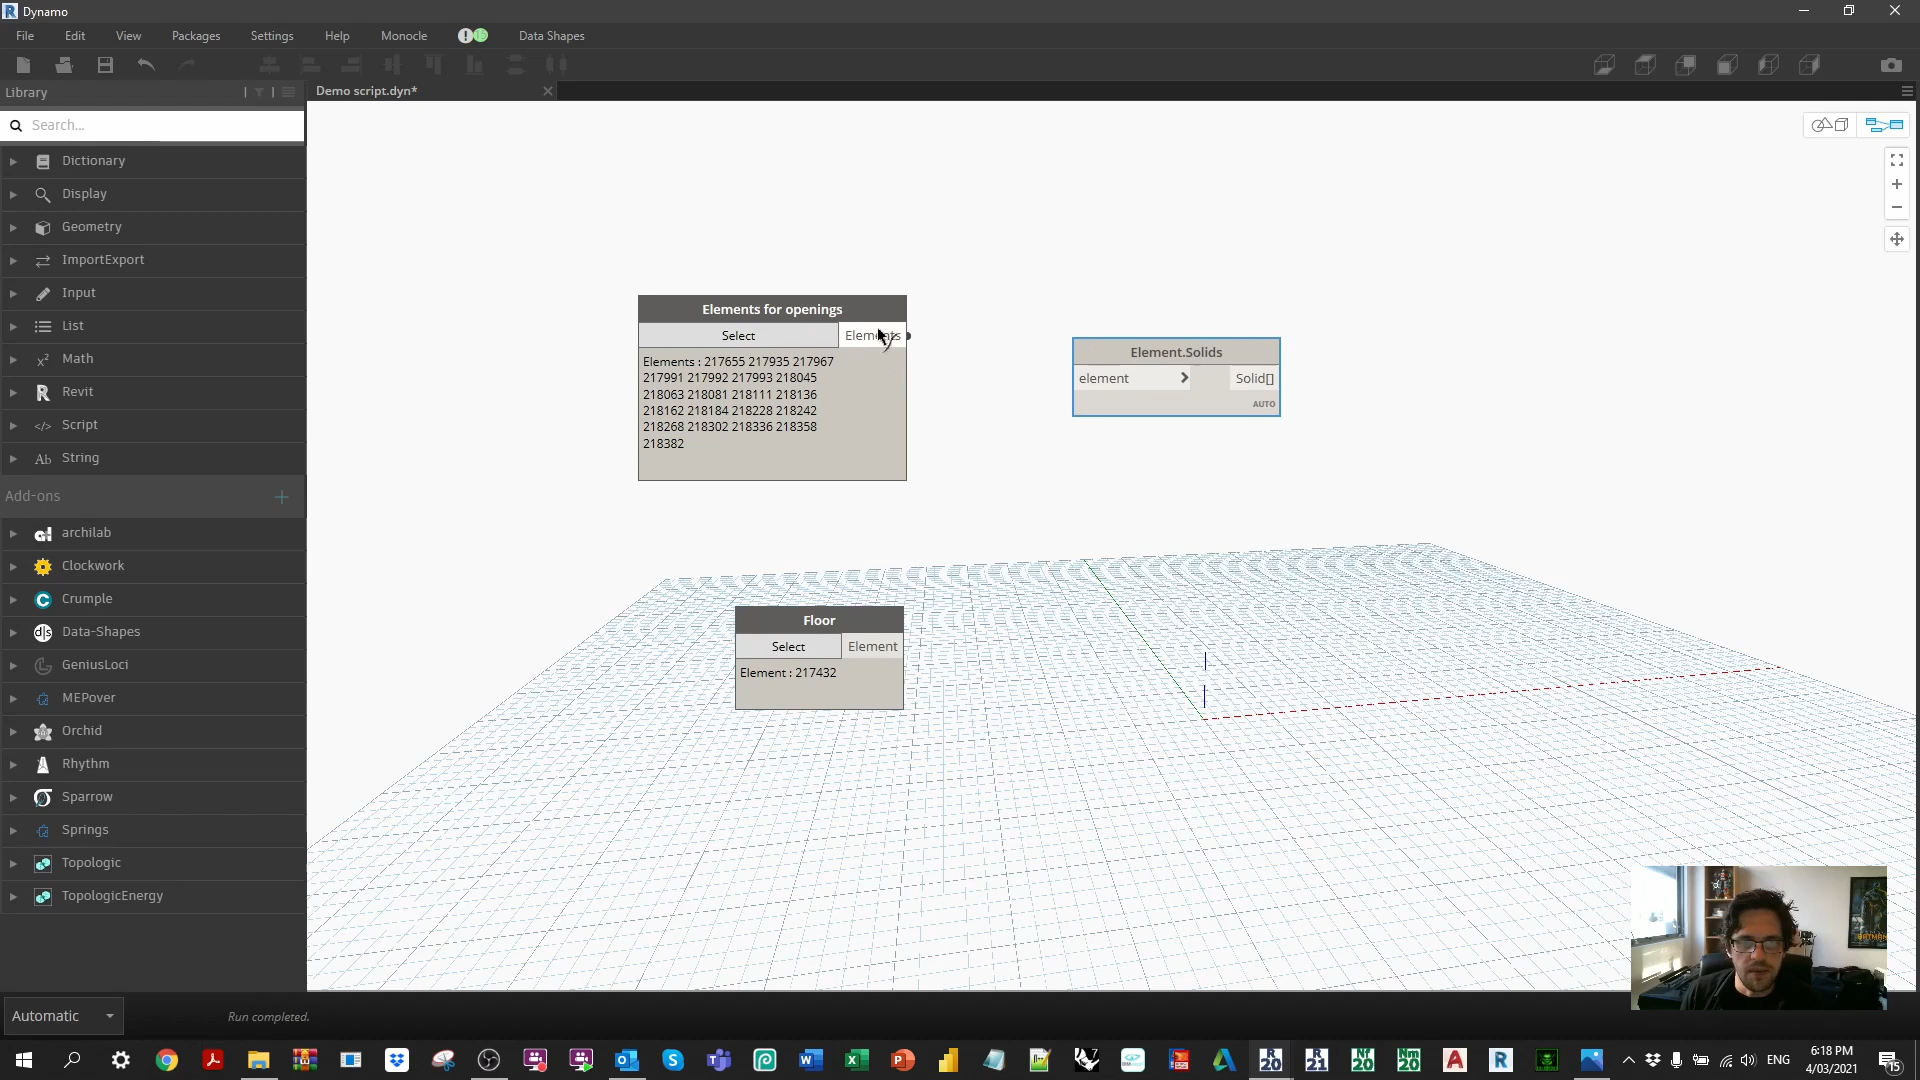 Dynamo
File Edit View Packages Settings Help Monocle Data Shapes
Library
Demo script.dyn*
Search...
Dictionary
Display
Geometry
ImportExport
Input
List
Math
Revit
Script
String
Add-ons
archilab
Clockwork
Crumple
Data-Shapes
GeniusLoci
MEPover
Orchid
Rhythm
Sparrow
Springs
Topologic
TopologicEnergy
Elements for openings
Select Elements
Elements : 217655 217935 217967
217991 217992 217993 218045
218063 218081 218111 218136
218162 218184 218228 218242
218268 218302 218336 218358
218382
Element.Solids
element Solid[]
AUTO
Floor
Select Element
Element : 217432
Automatic
Run completed.
ENG
6:18 PM
4/03/2021